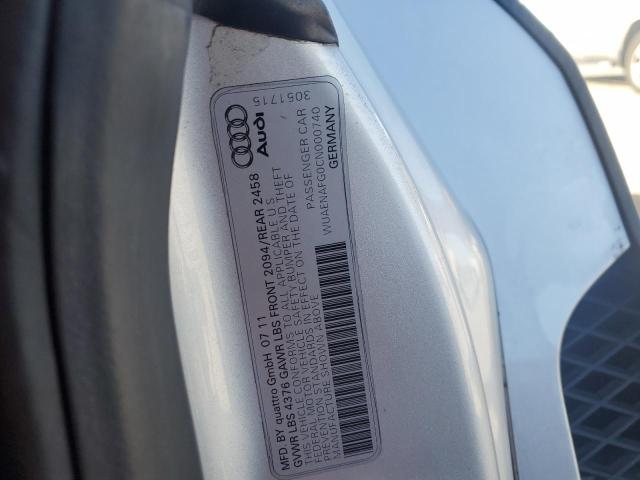 3051715
Audi
MFD. BY quattro GmbH 07 11
GVWR LBS 4376 GAWR LBS FRONT 2094/REAR 2458
THIS VEHICLE CONFORMS TO ALL APPLICABLE U S
FEDERAL MOTOR VEHICLE SAFETY BUMPER AND THEFT
PREVENTION STANDARDS IN EFFECT ON THE DATE OF
MANUFACTURE SHOWN ABOVE
PASSENGER CAR
WUAENAFG0CN000740
GERMANY